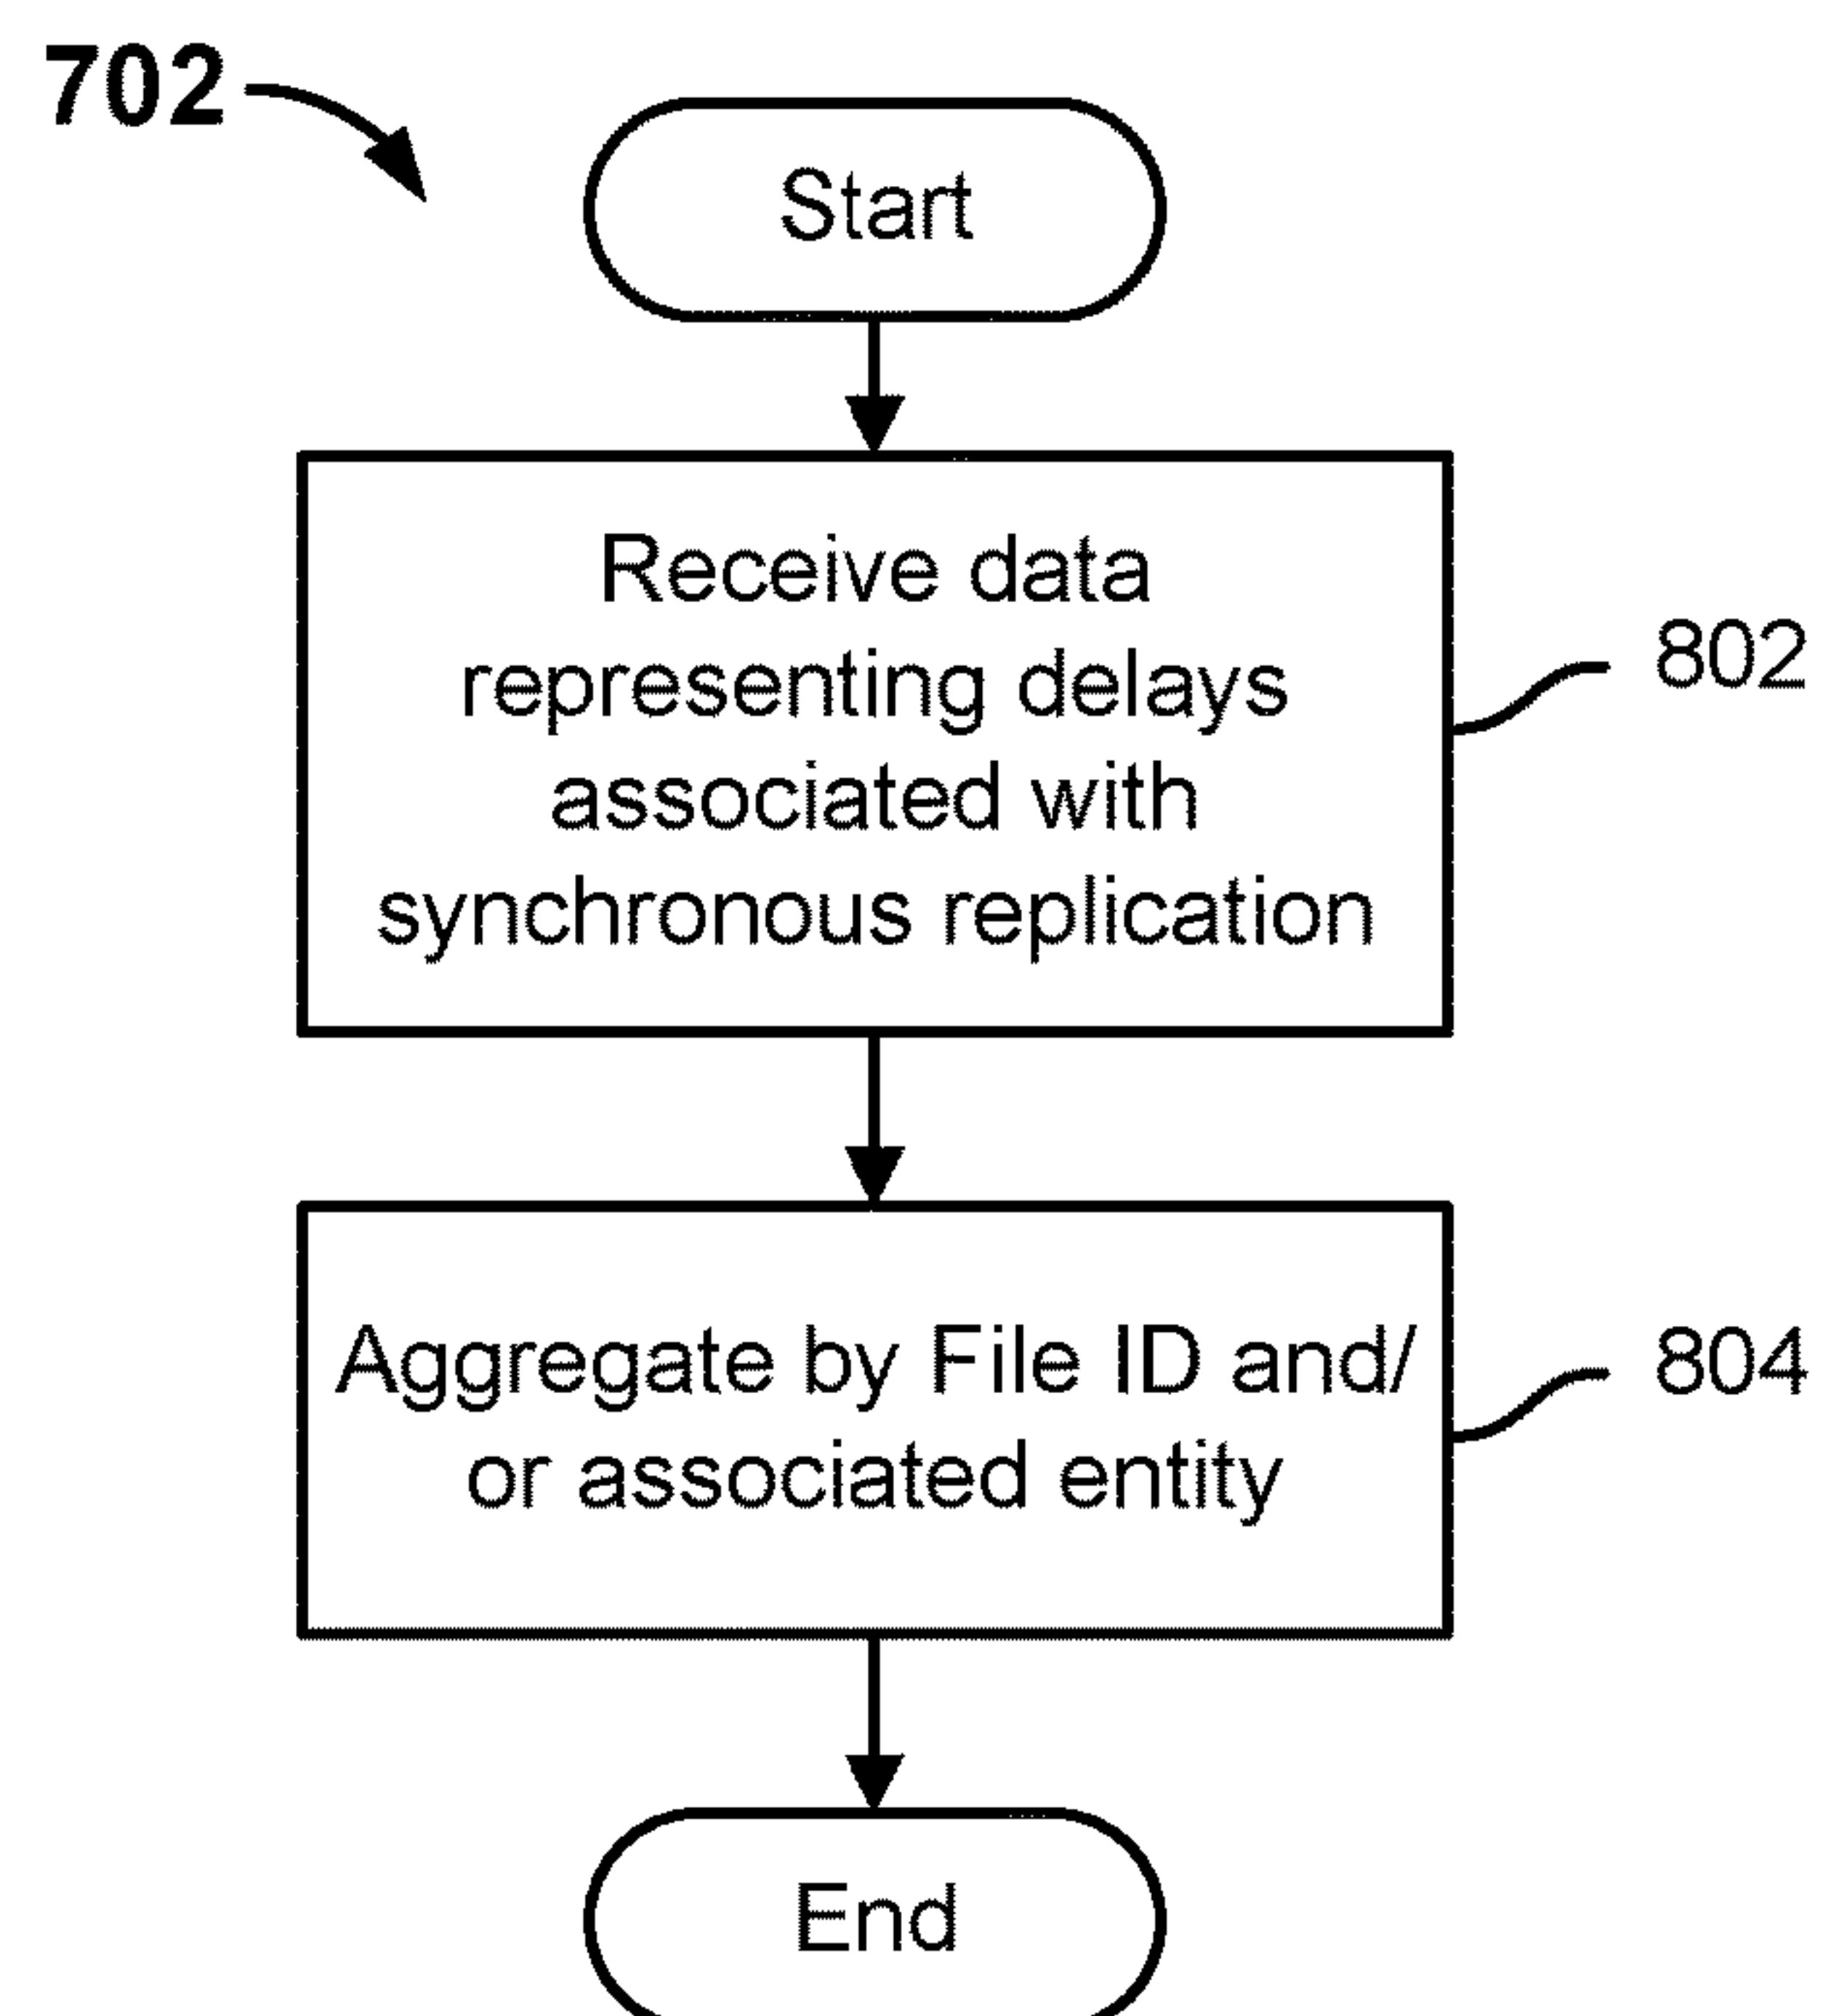 702
Start
Receive data
representing delays
associated with
synchronous replication
802
Aggregate by File ID and/
or associated entity
804
End